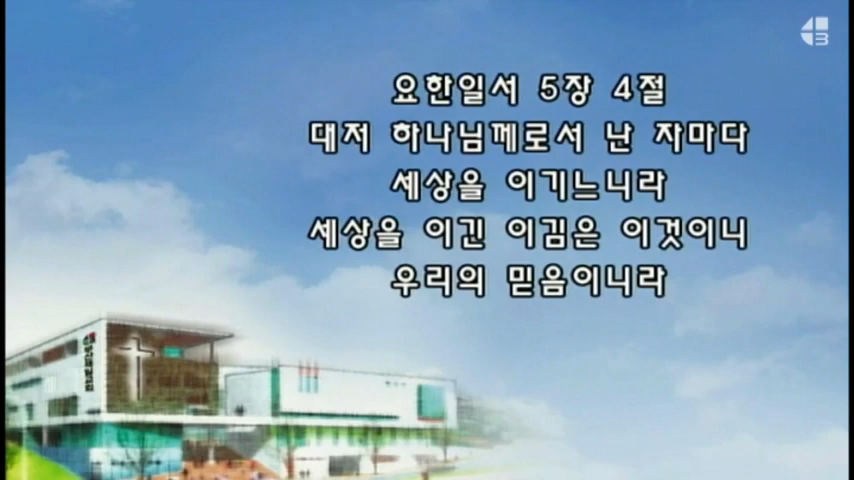 요한일서 5장 4절
대저 하나님께로서 난 자마다
세상을 이기느니라
세상을 이긴 이김은 이것이니
우리의 믿음이니라
3